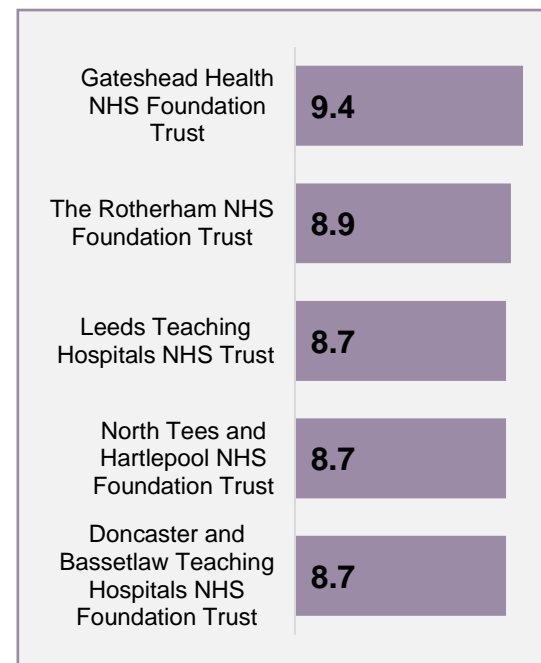 Gateshead Health
NHS Foundation
Trust
9.4
The Rotherham NHS
Foundation Trust
8.9
Leeds Teaching
Hospitals NHS Trust
8.7
North Tees and
Hartlepool NHS
Foundation Trust
8.7
Doncaster and
Bassetlaw Teaching
Hospitals NHS
Foundation Trust
8.7